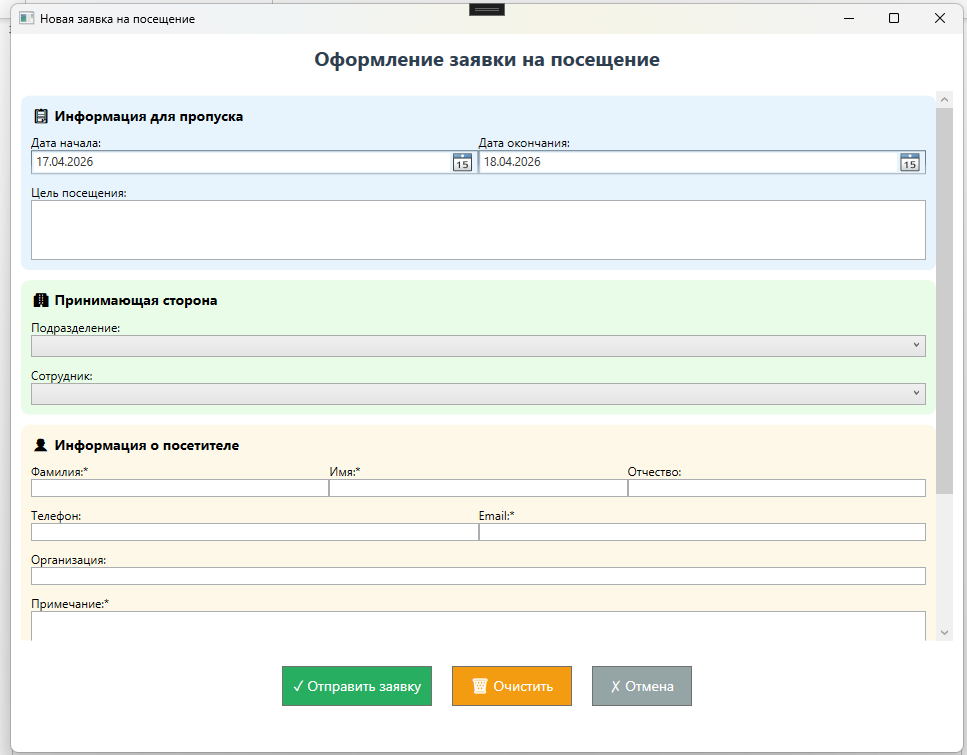 Новая заявка на посещение
Оформление заявки на посещение
Информация для пропуска
Дата начала: Дата окончания:
17.04.2026 15 18.04.2026 15
Цель посещения:
Принимающая сторона
Подразделение:
Сотрудник:
Информация о посетителе
Фамилия:* Имя:* Отчество:
Телефон: Email:*
Организация:
Примечание:*
✓ Отправить заявку 🗑 Очистить ✗ Отмена